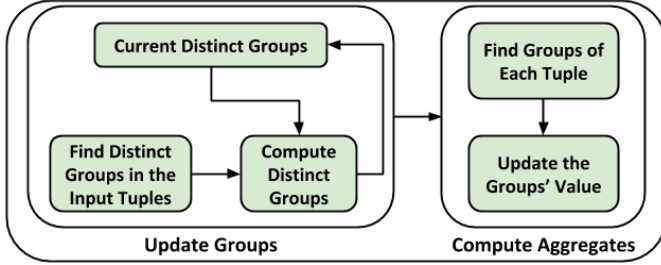 Current Distinct Groups
Find Distinct
Groups in the
Input Tuples
Compute
Distinct
Groups
Update Groups
Find Groups of
Each Tuple
Update the
Groups' Value
Compute Aggregates